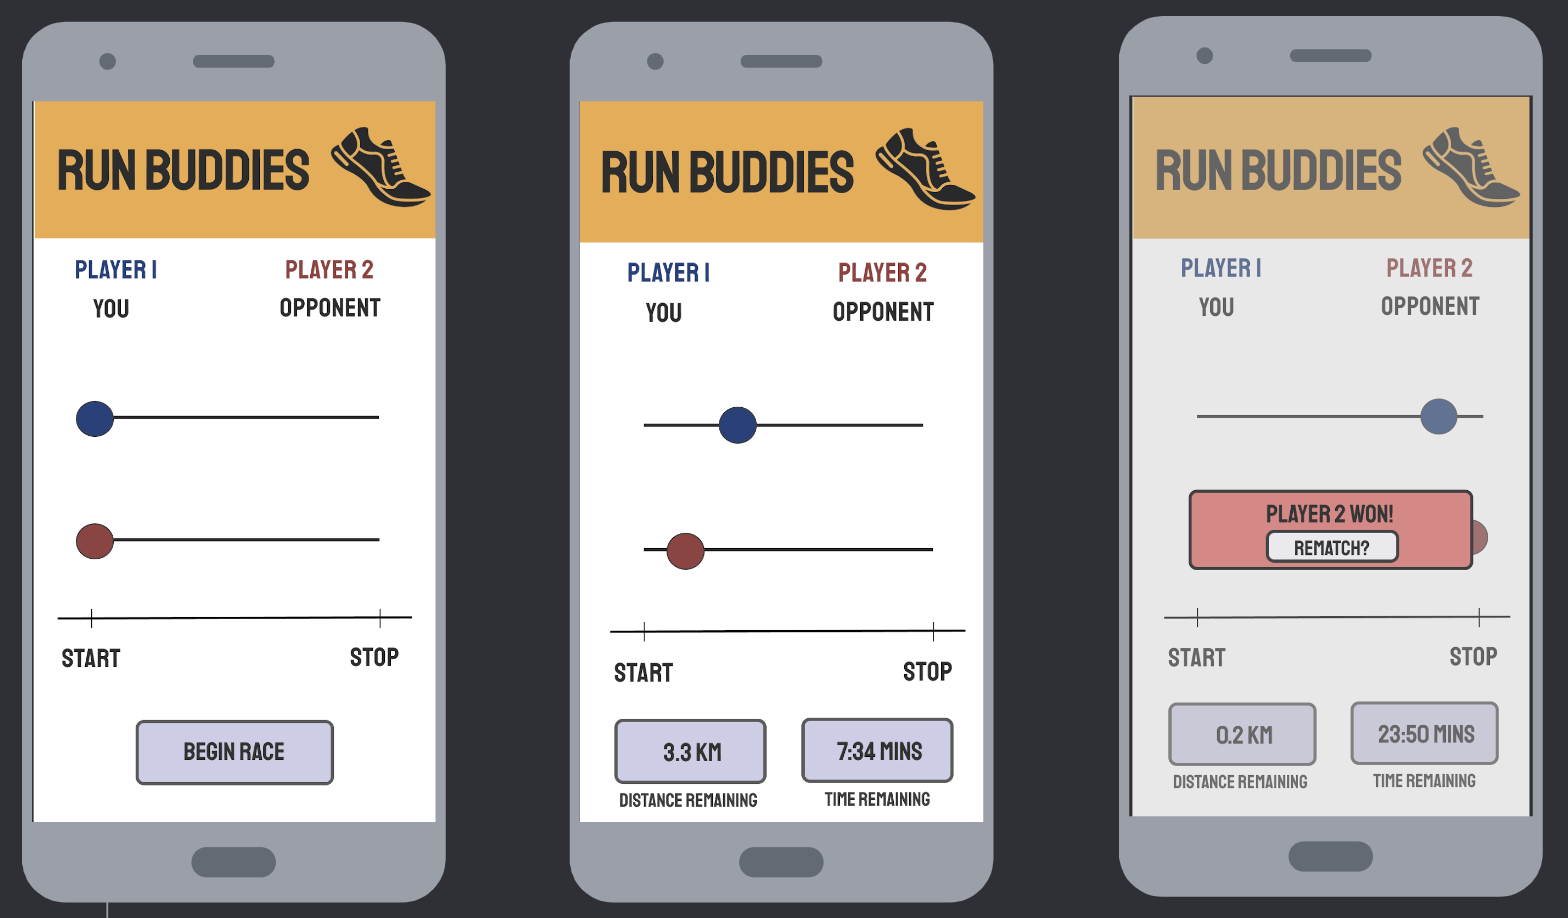 RUN BUDDIES
PLAYER 1 PLAYER 2
YOU OPPONENT
START STOP
BEGIN RACE
RUN BUDDIES
PLAYER 1 PLAYER 2
YOU OPPONENT
START STOP
3.3 KM 7:34 MINS
DISTANCE REMAINING TIME REMAINING
RUN BUDDIES
PLAYER 1 PLAYER 2
YOU OPPONENT
PLAYER 2 WON!
REMATCH?
START STOP
0.2 KM 23:50 MINS
DISTANCE REMAINING TIME REMAINING